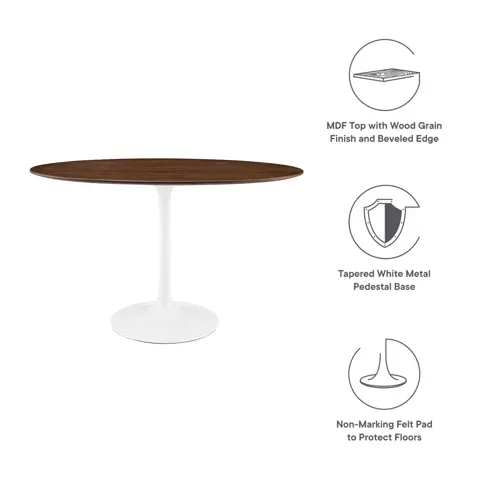 MDF Top with Wood Grain
Finish and Beveled Edge
Tapered White Metal
Pedestal Base
Non-Marking Felt Pad
to Protect Floors